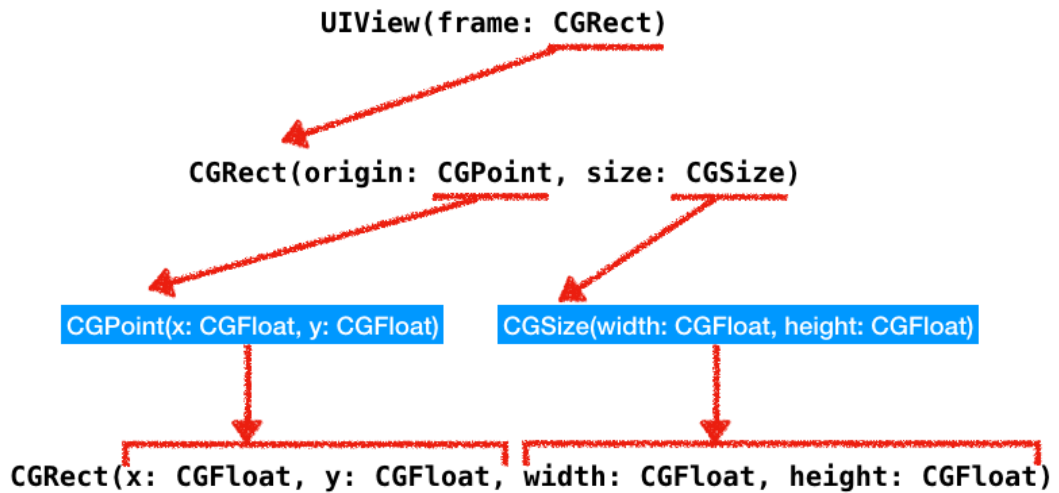 UIView(frame: CGRect)
CGRect(origin: CGPoint, size: CGSize)
CGPoint(x: CGFloat, y: CGFloat)
CGSize(width: CGFloat, height: CGFloat)
CGRect(x: CGFloat, y: CGFloat, width: CGFloat, height: CGFloat)